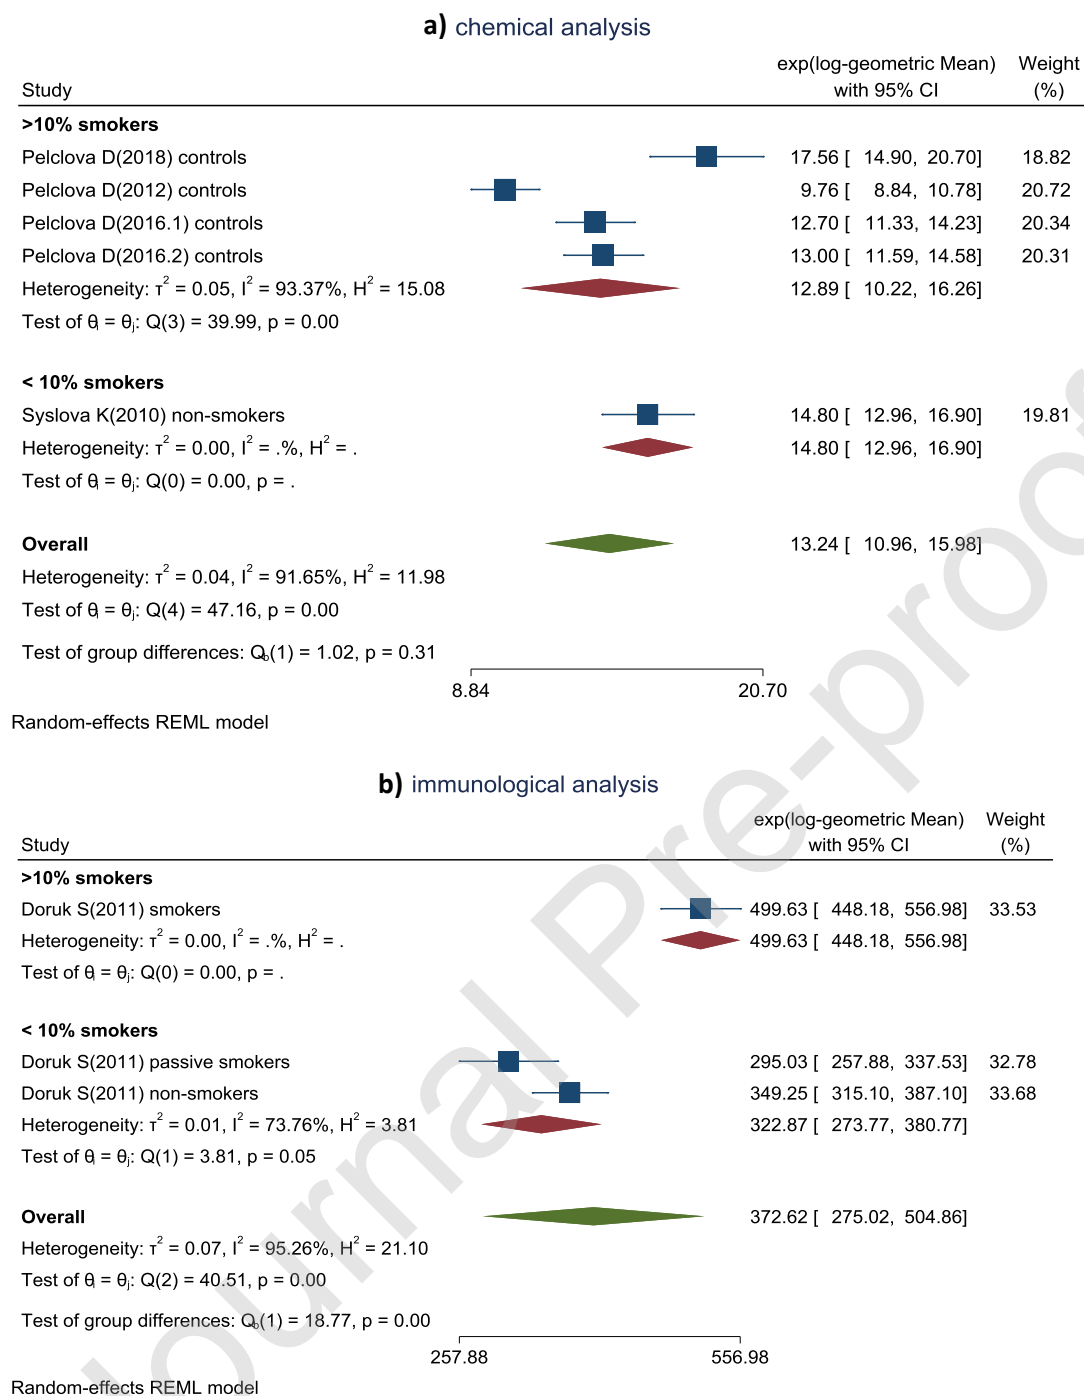 a) chemical analysis
exp(log-geometric Mean) Weight
Study with 95% CI (%)
>10% smokers
Pelclova D(2018) controls 17.56 [ 14.90, 20.70] 18.82
Pelclova D(2012) controls 9.76 [ 8.84, 10.78] 20.72
Pelclova D(2016.1) controls 12.70 [ 11.33, 14.23] 20.34
Pelclova D(2016.2) controls 13.00 [ 11.59, 14.58] 20.31
Heterogeneity: τ² = 0.05, I² = 93.37%, H² = 15.08 12.89 [ 10.22, 16.26]
Test of θi = θj: Q(3) = 39.99, p = 0.00
< 10% smokers
Syslova K(2010) non-smokers 14.80 [ 12.96, 16.90] 19.81
Heterogeneity: τ² = 0.00, I² = .%, H² = . 14.80 [ 12.96, 16.90]
Test of θi = θj: Q(0) = 0.00, p = .
Overall 13.24 [ 10.96, 15.98]
Heterogeneity: τ² = 0.04, I² = 91.65%, H² = 11.98
Test of θi = θj: Q(4) = 47.16, p = 0.00
Test of group differences: Qb(1) = 1.02, p = 0.31
8.84 20.70
Random-effects REML model
b) immunological analysis
exp(log-geometric Mean) Weight
Study with 95% CI (%)
>10% smokers
Doruk S(2011) smokers 499.63 [ 448.18, 556.98] 33.53
Heterogeneity: τ² = 0.00, I² = .%, H² = . 499.63 [ 448.18, 556.98]
Test of θi = θj: Q(0) = 0.00, p = .
< 10% smokers
Doruk S(2011) passive smokers 295.03 [ 257.88, 337.53] 32.78
Doruk S(2011) non-smokers 349.25 [ 315.10, 387.10] 33.68
Heterogeneity: τ² = 0.01, I² = 73.76%, H² = 3.81 322.87 [ 273.77, 380.77]
Test of θi = θj: Q(1) = 3.81, p = 0.05
Overall 372.62 [ 275.02, 504.86]
Heterogeneity: τ² = 0.07, I² = 95.26%, H² = 21.10
Test of θi = θj: Q(2) = 40.51, p = 0.00
Test of group differences: Qb(1) = 18.77, p = 0.00
257.88 556.98
Random-effects REML model
Journal Pre-proof